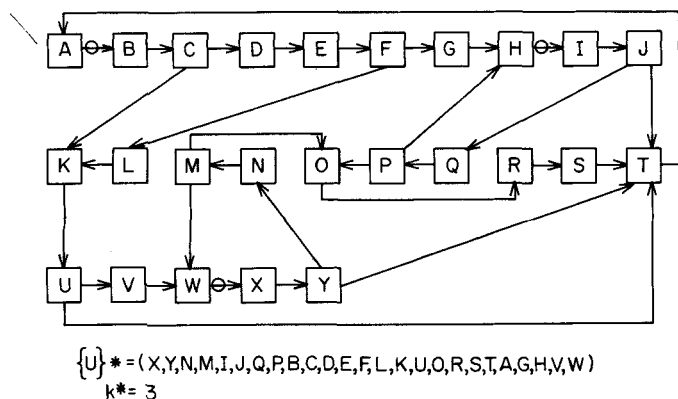 A B C D E F G H I J
K L M N O P Q R S T
U V W X Y
{U}* = (X,Y,N,M,I,J,Q,P,B,C,D,E,F,L,K,U,O,R,S,T,A,G,H,V,W)
k* = 3